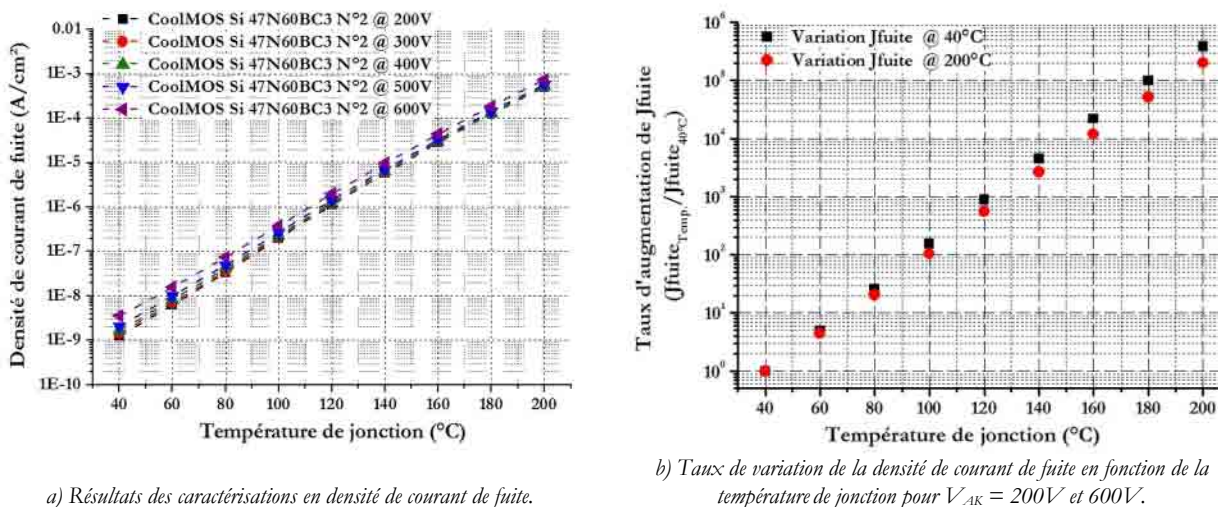 CoolMOS Si 47N60BC3 N°2 @ 200V
CoolMOS Si 47N60BC3 N°2 @ 300V
CoolMOS Si 47N60BC3 N°2 @ 400V
CoolMOS Si 47N60BC3 N°2 @ 500V
CoolMOS Si 47N60BC3 N°2 @ 600V
Densité de courant de fuite (A/cm²)
0.01
1E-3
1E-4
1E-5
1E-6
1E-7
1E-8
1E-9
1E-10
40 60 80 100 120 140 160 180 200
Température de jonction (°C)
a) Résultats des caractérisations en densité de courant de fuite.
Variation Jfuite @ 40°C
Variation Jfuite @ 200°C
Taux d'augmentation de Jfuite
(Jfuite Temp./Jfuite 40°C)
10⁶
10⁵
10⁴
10³
10²
10¹
10⁰
40 60 80 100 120 140 160 180 200
Température de jonction (°C)
b) Taux de variation de la densité de courant de fuite en fonction de la
température de jonction pour V_AK = 200V et 600V.